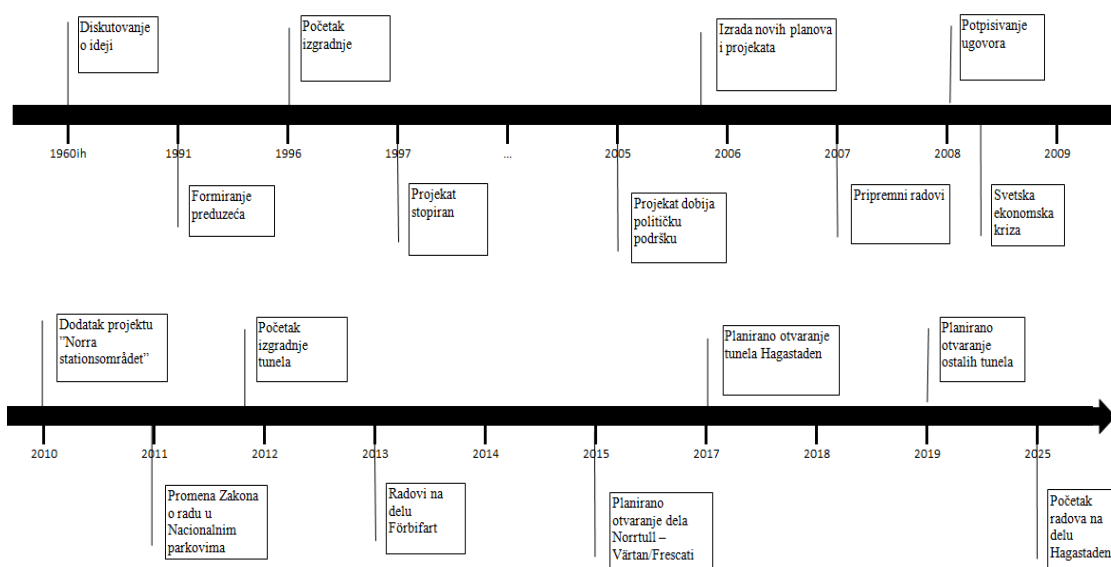 Diskutovanje
o ideji
Početak
izgradnje
Izrada novih planova
i projekata
Potpisivanje
ugovora
1960ih
1991
1996
1997
...
2005
2006
2007
2008
2009
Formiranje
preduzeća
Projekat
stopiran
Projekat dobija
političku
podršku
Pripremni radovi
Svetska
ekonomska
kriza
Dodatak projektu
”Norra
stationsområdet”
Početak
izgradnje
tunela
Planirano otvaranje
tunela Hagastaden
Planirano
otvaranje
ostalih tunela
2010
2011
2012
2013
2014
2015
2017
2018
2019
2025
Promena Zakona
o radu u
Nacionalnim
parkovima
Radovi na
delu
Förbifart
Planirano
otvaranje dela
Norrtull –
Värtan/Frescati
Početak
radova na
delu
Hagastaden